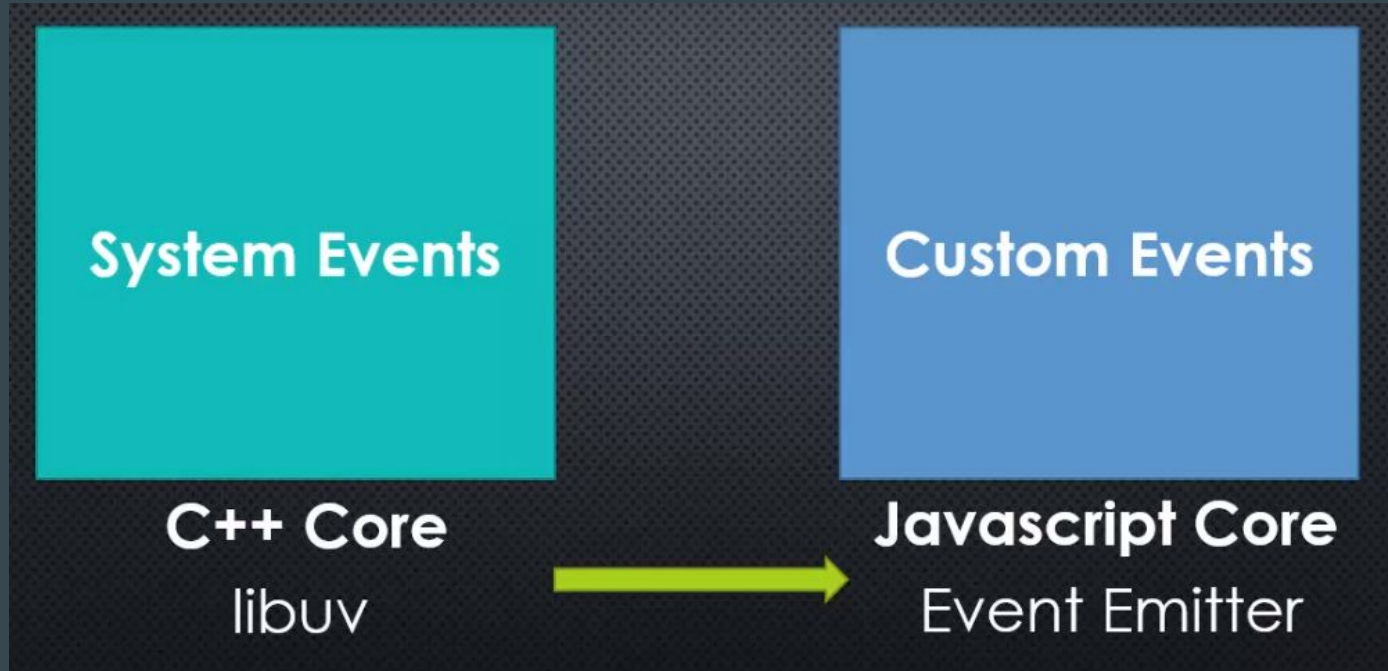 System Events
C++ Core
libuv
Custom Events
Javascript Core
Event Emitter